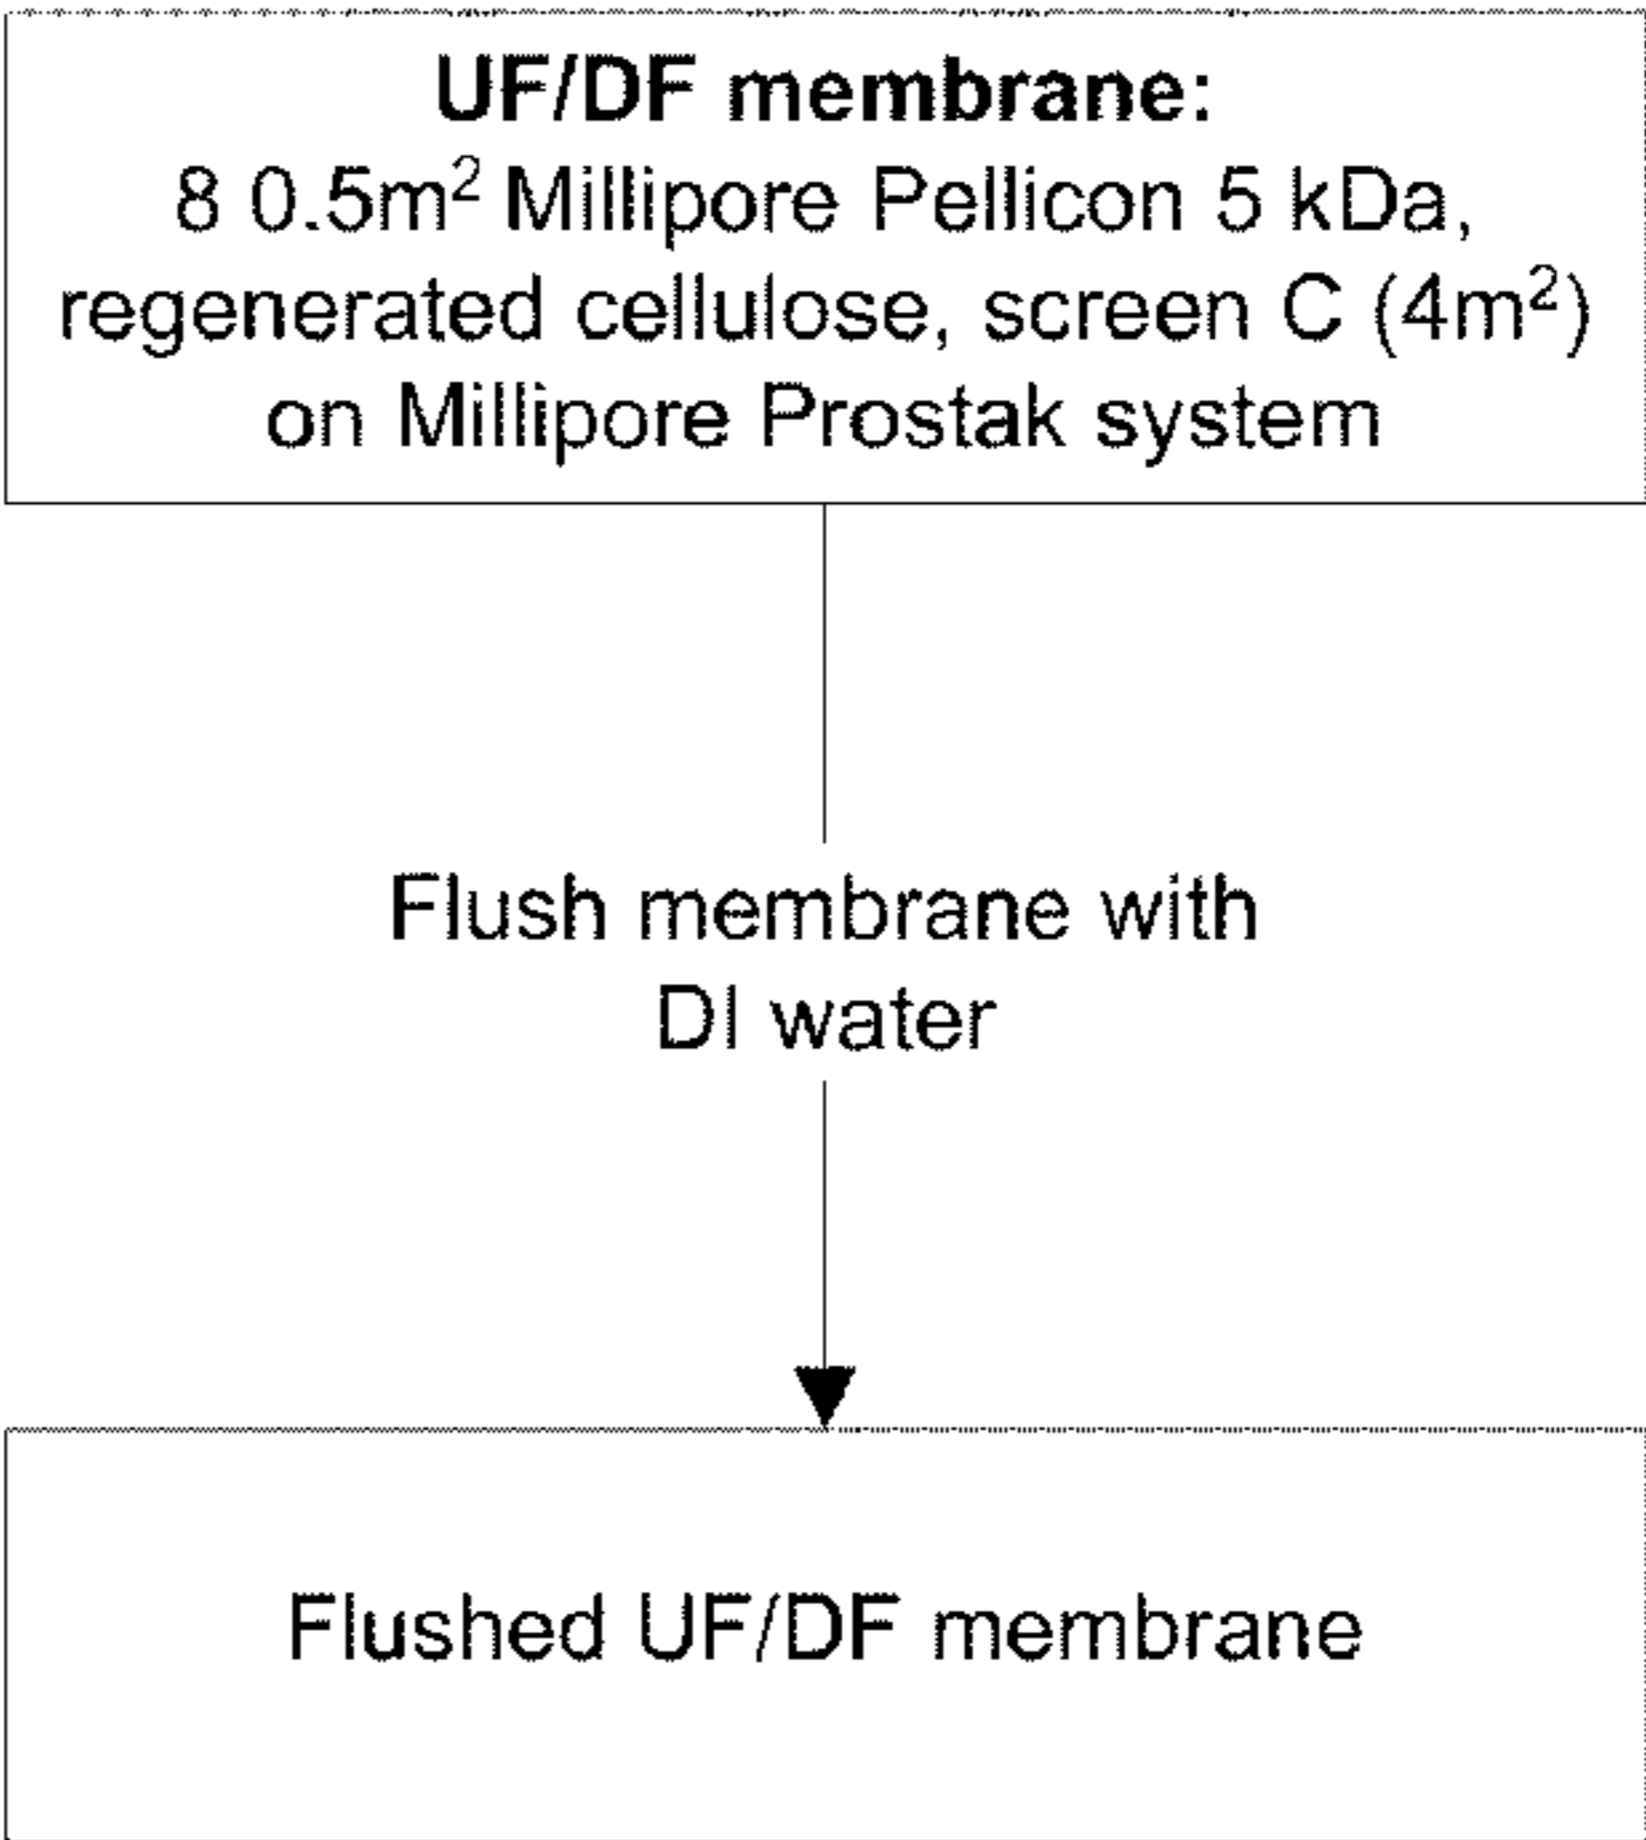 UF/DF membrane:
8 0.5m² Millipore Pellicon 5 kDa,
regenerated cellulose, screen C (4m²)
on Millipore Prostak system
Flush membrane with
DI water
Flushed UF/DF membrane